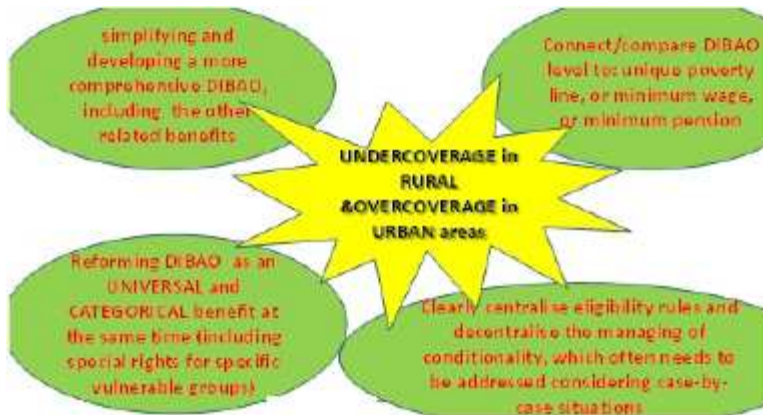 simplifying and
developing a more
comprehensive DIBAO,
including the other
related benefits
Connect/compare DIBAO
level to: unique poverty
line, or minimum wage,
or minimum pension
UNDERCOVERAGE in
RURAL
&OVERCOVERAGE in
URBAN areas
Reforming DIBAO as an
UNIVERSAL and
CATEGORICAL benefit at
the same time (including
special rights for specific
vulnerable groups)
Clearly centralise eligibility rules and
decentralise the managing of
conditionality, which often needs to
be addressed considering case-by-
case situations